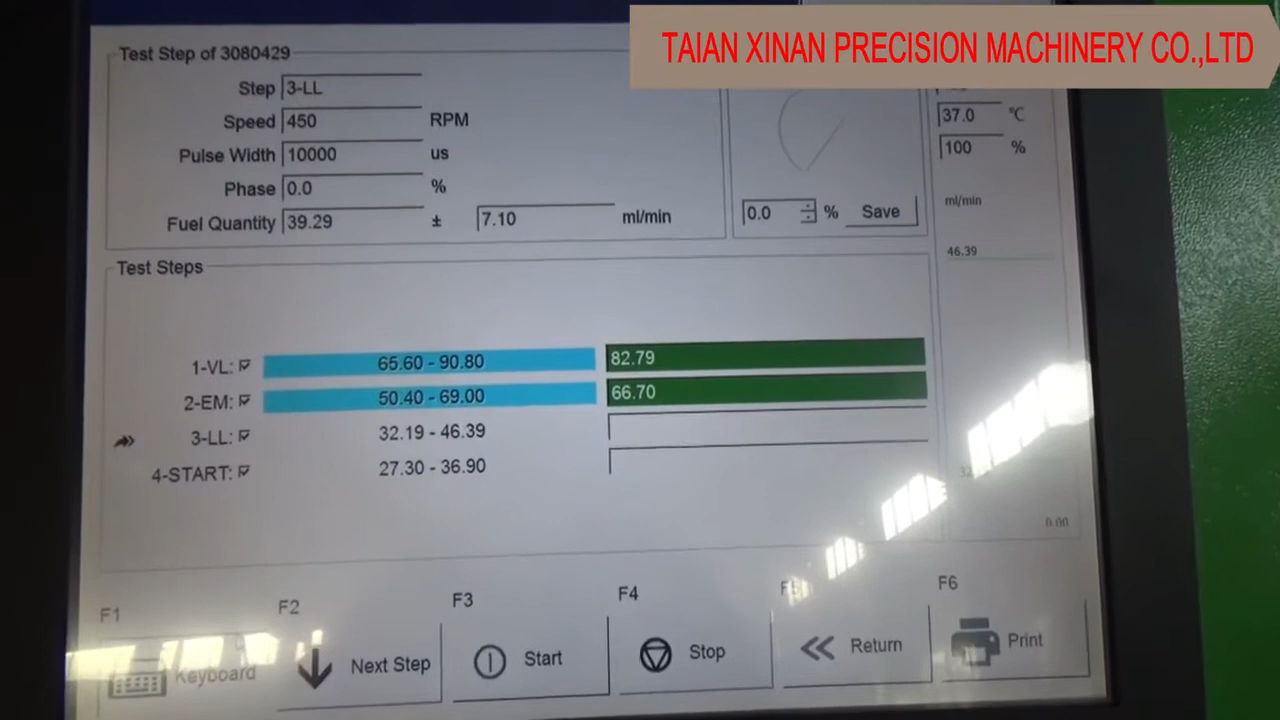 TAIAN XINAN PRECISION MACHINERY CO.,LTD
Test Step of 3080429
Step 3-LL
Speed 450 RPM
Pulse Width 10000 us
Phase 0.0 %
Fuel Quantity 39.29 ± 7.10 ml/min
0.0 % Save
37.0 °C
100 %
ml/min
46.39
0.00
Test Steps
1-VL: 65.60 - 90.80 82.79
2-EM: 50.40 - 69.00 66.70
3-LL: 32.19 - 46.39
4-START: 27.30 - 36.90
F1 Keyboard
F2 Next Step
F3 Start
F4 Stop
Return
F6 Print